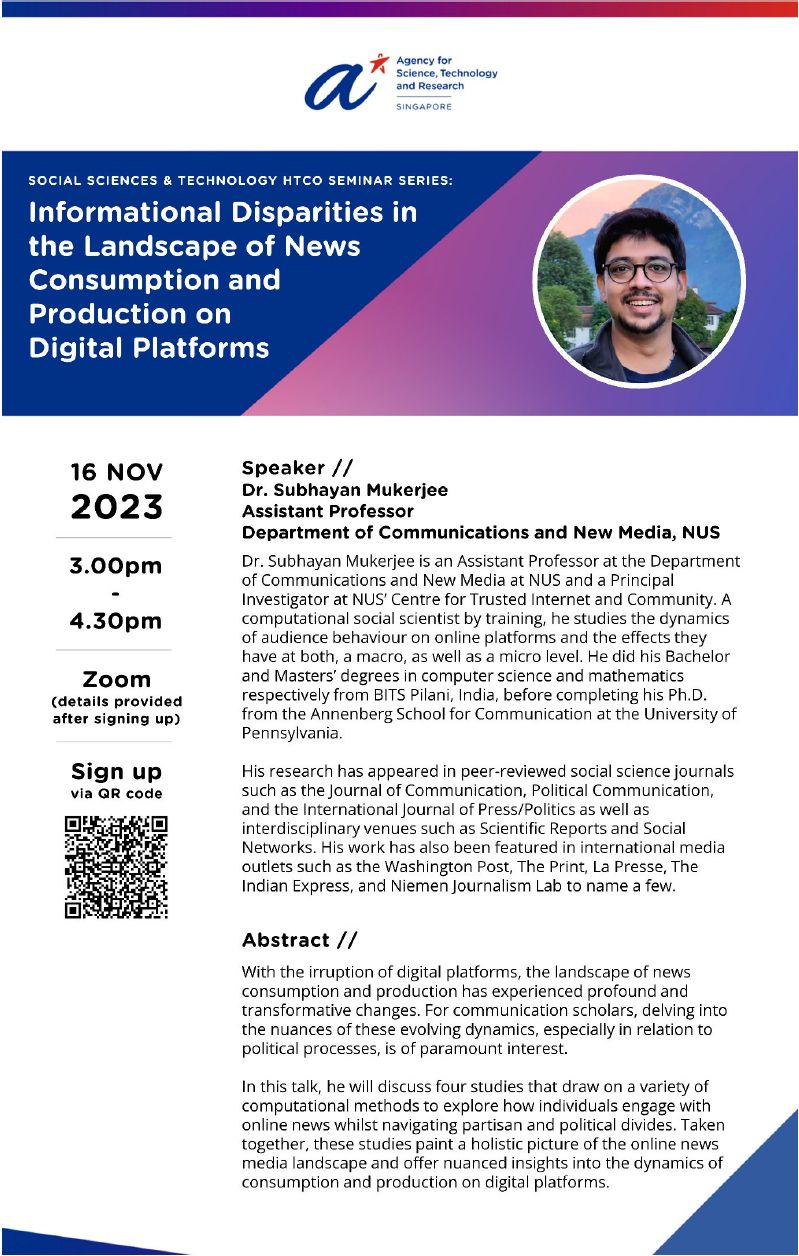 Agency for
Science, Technology
and Research
SINGAPORE
SOCIAL SCIENCES & TECHNOLOGY HTCO SEMINAR SERIES:
Informational Disparities in
the Landscape of News
Consumption and
Production on
Digital Platforms
16 NOV
2023
3.00pm
-
4.30pm
Zoom
(details provided
after signing up)
Sign up
via QR code
Speaker //
Dr. Subhayan Mukerjee
Assistant Professor
Department of Communications and New Media, NUS
Dr. Subhayan Mukerjee is an Assistant Professor at the Department
of Communications and New Media at NUS and a Principal
Investigator at NUS’ Centre for Trusted Internet and Community. A
computational social scientist by training, he studies the dynamics
of audience behaviour on online platforms and the effects they
have at both, a macro, as well as a micro level. He did his Bachelor
and Masters’ degrees in computer science and mathematics
respectively from BITS Pilani, India, before completing his Ph.D.
from the Annenberg School for Communication at the University of
Pennsylvania.
His research has appeared in peer-reviewed social science journals
such as the Journal of Communication, Political Communication,
and the International Journal of Press/Politics as well as
interdisciplinary venues such as Scientific Reports and Social
Networks. His work has also been featured in international media
outlets such as the Washington Post, The Print, La Presse, The
Indian Express, and Niemen Journalism Lab to name a few.
Abstract //
With the irruption of digital platforms, the landscape of news
consumption and production has experienced profound and
transformative changes. For communication scholars, delving into
the nuances of these evolving dynamics, especially in relation to
political processes, is of paramount interest.
In this talk, he will discuss four studies that draw on a variety of
computational methods to explore how individuals engage with
online news whilst navigating partisan and political divides. Taken
together, these studies paint a holistic picture of the online news
media landscape and offer nuanced insights into the dynamics of
consumption and production on digital platforms.